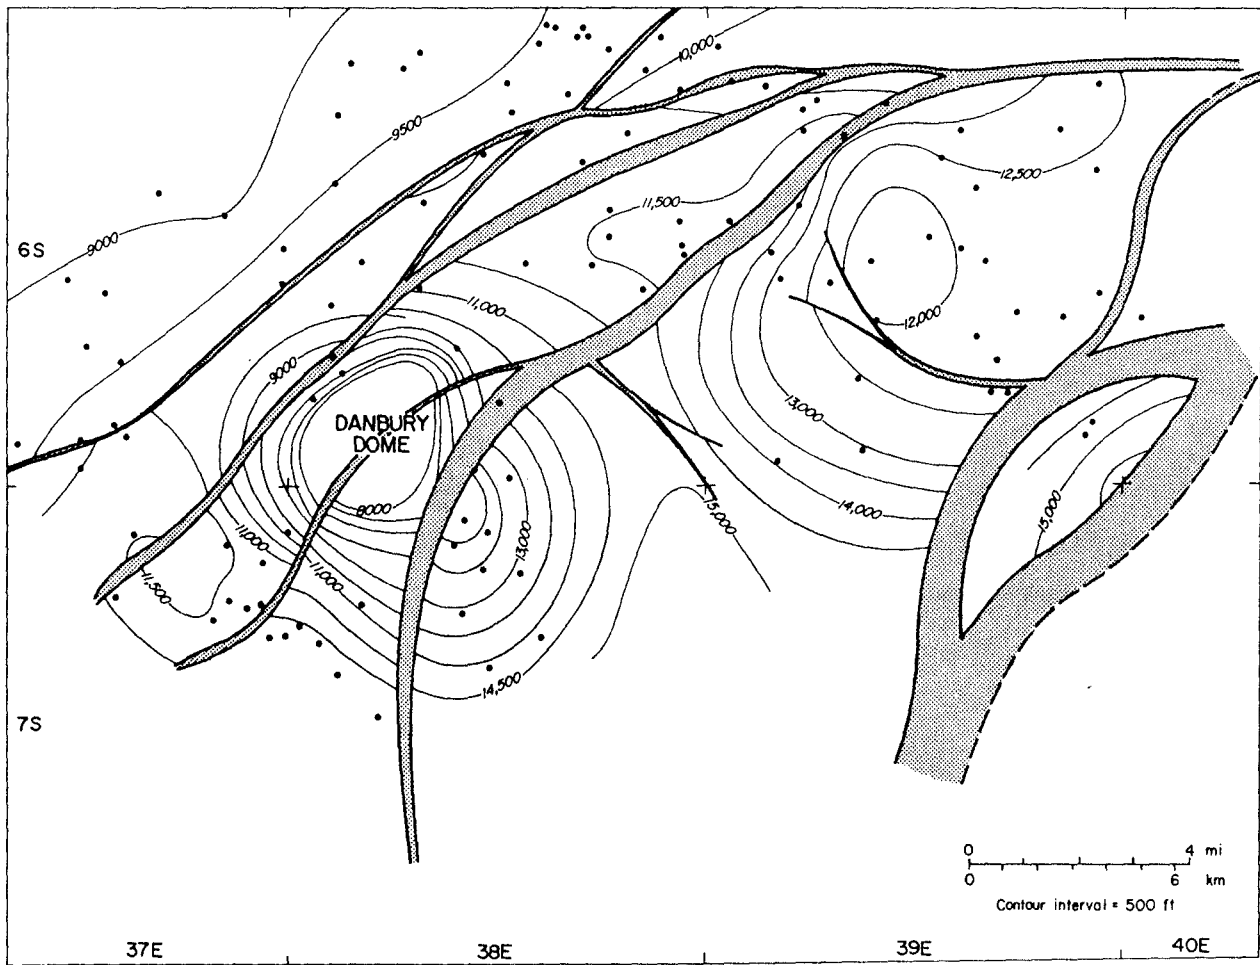 10,000
9500
12,500
11,500
9000
6S
11,000
12,000
9000
13,000
DANBURY
DOME
8000
15,000
14,000
15,000
11,000
13,000
11,000
11,500
14,500
7S
0 4 mi
0 6 km
Contour interval = 500 ft
37E 38E 39E 40E